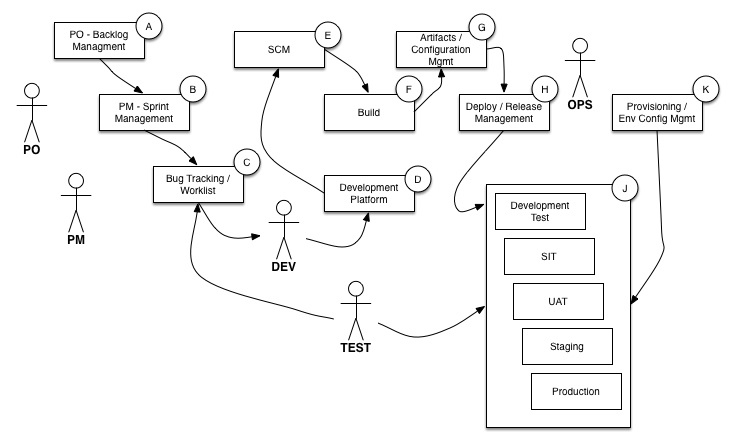 A
PO - Backlog
Managment
B
PM - Sprint
Management
C
Bug Tracking /
Worklist
D
Development
Platform
E
SCM
F
Build
G
Artifacts /
Configuration
Mgmt
H
Deploy / Release
Management
K
Provisioning /
Env Config Mgmt
J
Development
Test
SIT
UAT
Staging
Production
PO
PM
DEV
TEST
OPS